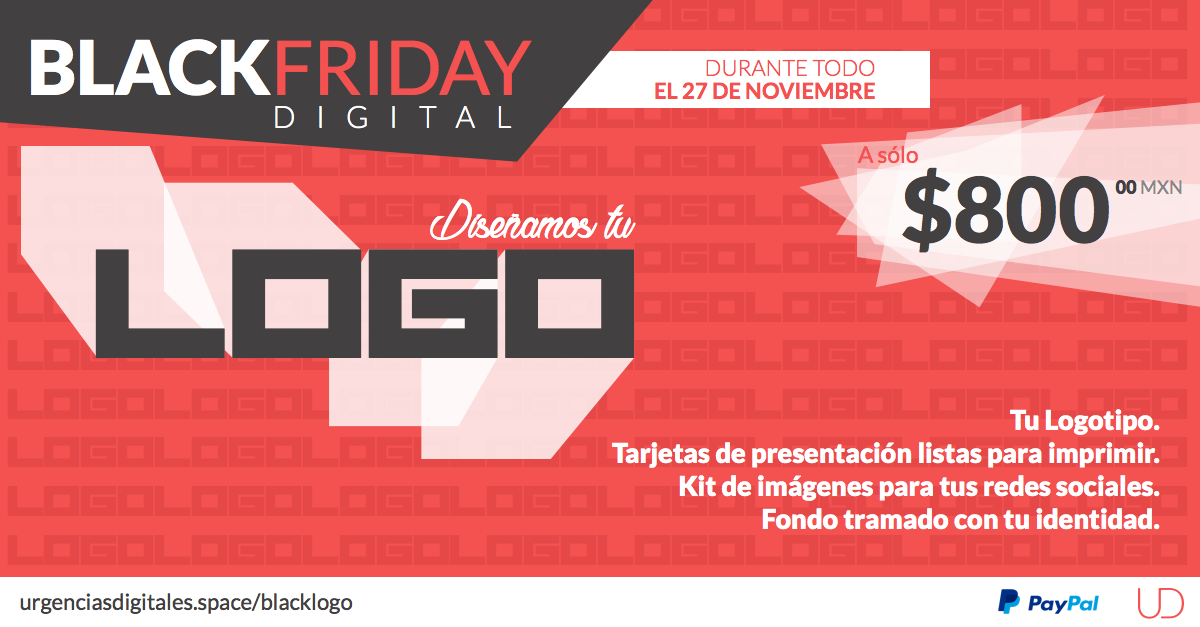 BLACKFRIDAY
DIGITAL
DURANTE TODO
EL 27 DE NOVIEMBRE
A sólo
$800 00 MXN
Diseñamos tu
LOGO
Tu Logotipo.
Tarjetas de presentación listas para imprimir.
Kit de imágenes para tus redes sociales.
Fondo tramado con tu identidad.
urgenciasdigitales.space/blacklogo
PayPal
UD